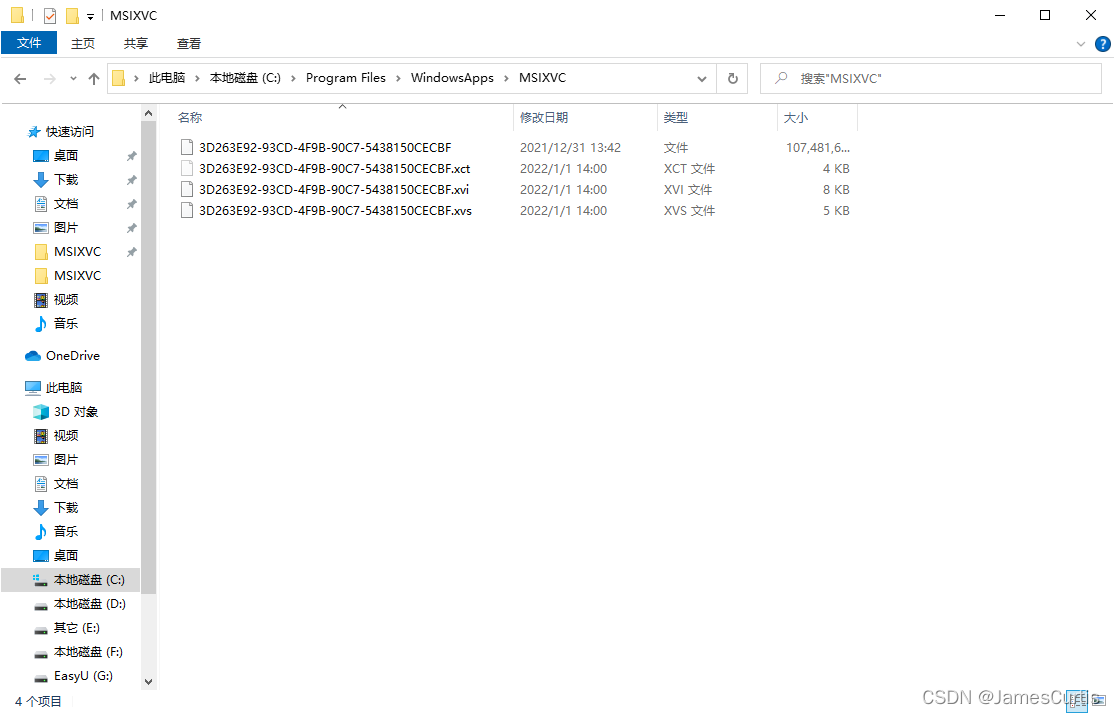 MSIXVC
文件 主页 共享 查看
此电脑 本地磁盘 (C:) Program Files WindowsApps MSIXVC
搜索"MSIXVC"
名称 修改日期 类型 大小
3D263E92-93CD-4F9B-90C7-5438150CECBF 2021/12/31 13:42 文件 107,481,6...
3D263E92-93CD-4F9B-90C7-5438150CECBF.xct 2022/1/1 14:00 XCT 文件 4 KB
3D263E92-93CD-4F9B-90C7-5438150CECBF.xvi 2022/1/1 14:00 XVI 文件 8 KB
3D263E92-93CD-4F9B-90C7-5438150CECBF.xvs 2022/1/1 14:00 XVS 文件 5 KB
快速访问
桌面
下载
文档
图片
MSIXVC
MSIXVC
视频
音乐
OneDrive
此电脑
3D 对象
视频
图片
文档
下载
音乐
桌面
本地磁盘 (C:)
本地磁盘 (D:)
其它 (E:)
本地磁盘 (F:)
EasyU (G:)
4 个项目
CSDN @JamesCurtis